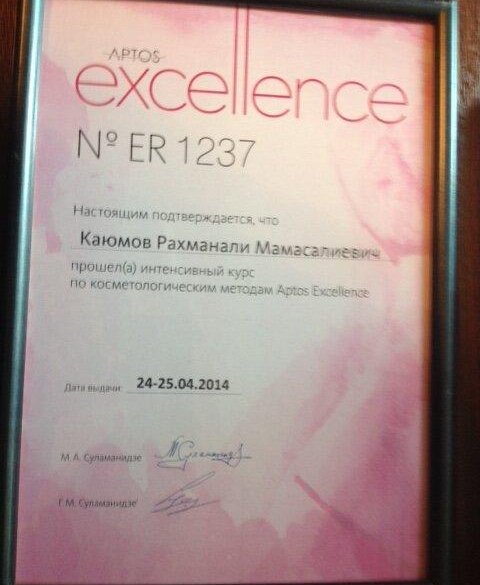 APTOS
excellence
№ ER 1237
Настоящим подтверждается, что
Каюмов Рахманали Мамасалиевич
прошел(а) интенсивный курс
по косметологическим методам Aptos Excellence
Дата выдачи: 24-25.04.2014
М. А. Суламанидзе
Г. М. Суламанидзе